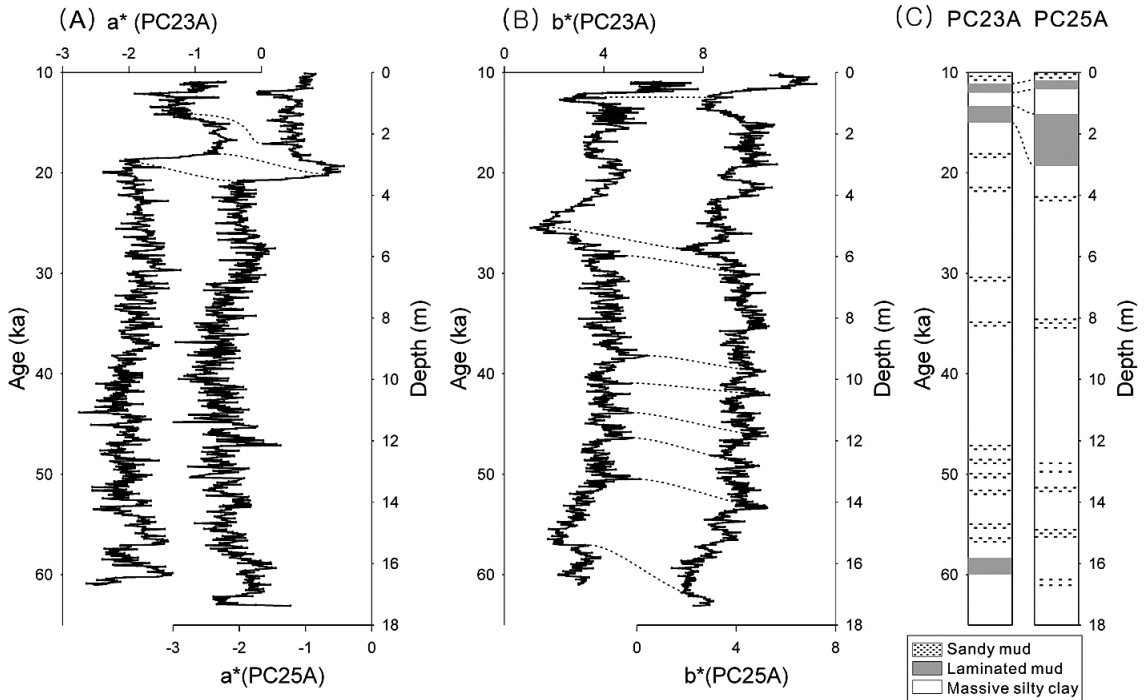 (A) a* (PC23A)
-3 -2 -1 0
10
20
30
40
50
60
Age (ka)
0
2
4
6
8
10
12
14
16
18
Depth (m)
-3 -2 -1 0
a*(PC25A)
(B) b*(PC23A)
0 4 8
10
20
30
40
50
60
Age (ka)
0
2
4
6
8
10
12
14
16
18
Depth (m)
0 4 8
b*(PC25A)
(C) PC23A PC25A
10
20
30
40
50
60
Age (ka)
0
2
4
6
8
10
12
14
16
18
Depth (m)
Sandy mud
Laminated mud
Massive silty clay